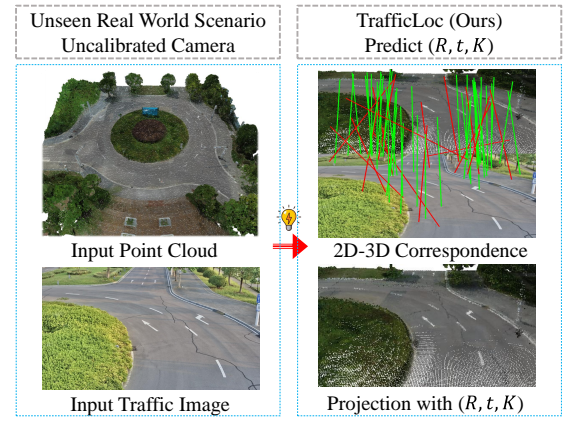 Unseen Real World Scenario
Uncalibrated Camera
TrafficLoc (Ours)
Predict (R, t, K)
Input Point Cloud
2D-3D Correspondence
Input Traffic Image
Projection with (R, t, K)